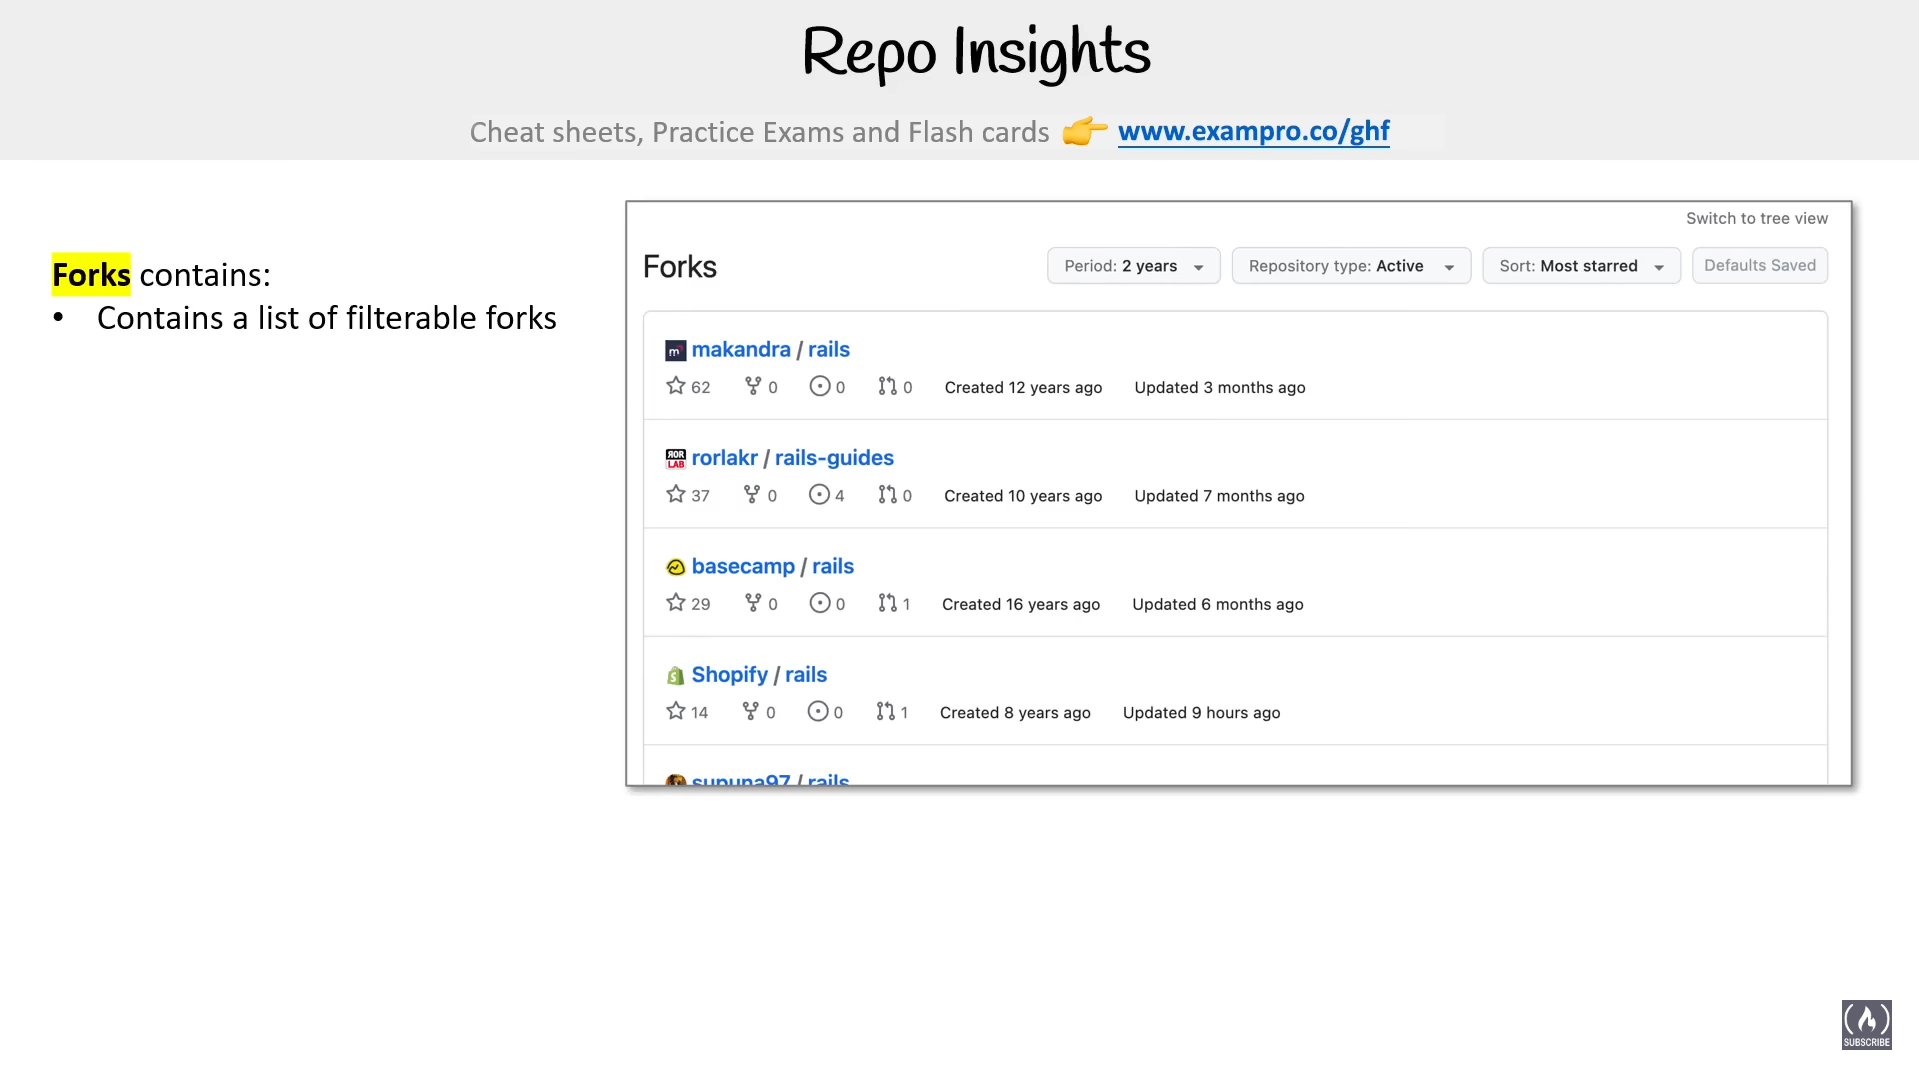 Repo Insights
Cheat sheets, Practice Exams and Flash cards 👉 www.exampro.co/ghf
Forks contains:
• Contains a list of filterable forks
Switch to tree view
Forks
Period: 2 years
Repository type: Active
Sort: Most starred
Defaults Saved
makandra / rails
62 0 0 0 Created 12 years ago Updated 3 months ago
ROR LAB
rorlakr / rails-guides
37 0 4 0 Created 10 years ago Updated 7 months ago
basecamp / rails
29 0 0 1 Created 16 years ago Updated 6 months ago
Shopify / rails
14 0 0 1 Created 8 years ago Updated 9 hours ago
supuna97 / rails
SUBSCRIBE